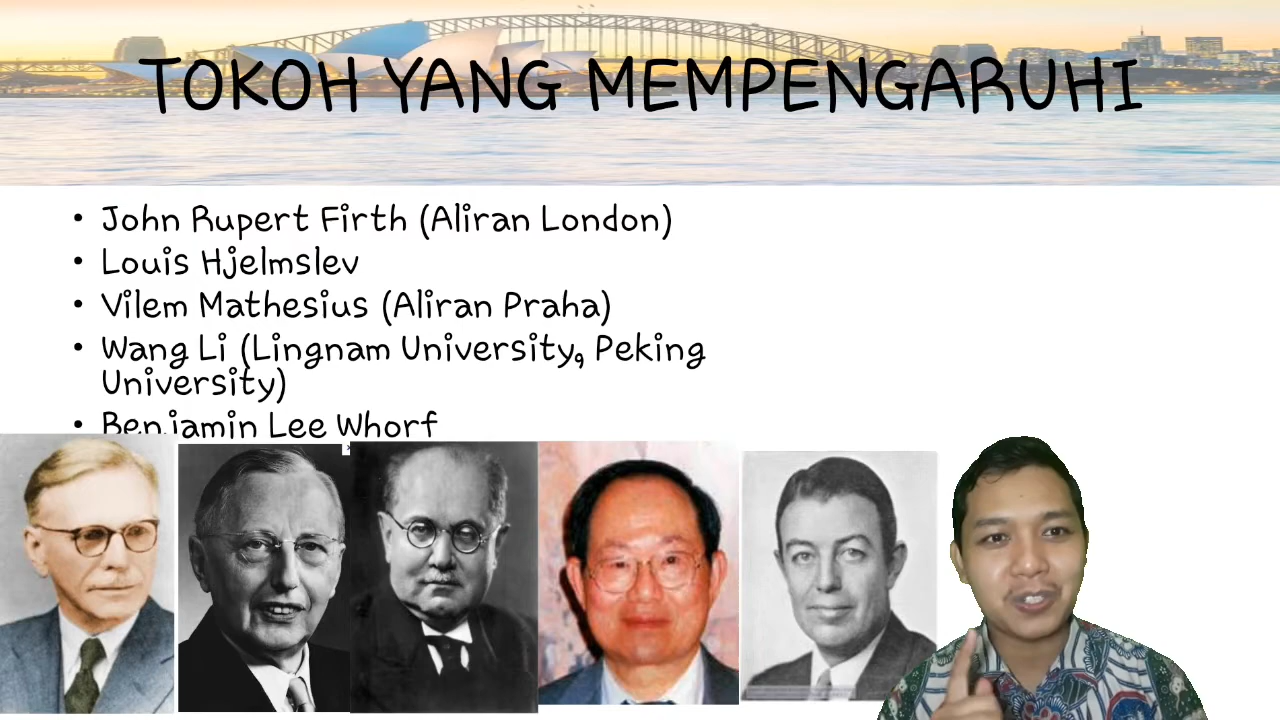 TOKOH YANG MEMPENGARUHI
• John Rupert Firth (Aliran London)
• Louis Hjelmslev
• Vilem Mathesius (Aliran Praha)
• Wang Li (Lingnam University, Peking
University)
• Benjamin Lee Whorf